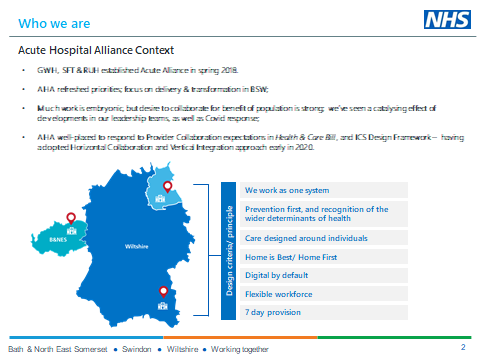 Who we are
NHS
Acute Hospital Alliance Context
• GWH, SFT & RUH established Acute Alliance in spring 2018.
• AHA refreshed priorities; focus on delivery & transformation in BSW;
• Much work is embryonic, but desire to collaborate for benefit of population is strong; we've seen a catalysing effect of
developments in our leadership teams, as well as Covid response;
• AHA well-placed to respond to Provider Collaboration expectations in Health & Care Bill, and ICS Design Framework – having
adopted Horizontal Collaboration and Vertical Integration approach early in 2020.
BANES
Wiltshire
Design criteria/ principle
We work as one system
Prevention first, and recognition of the
wider determinants of health
Care designed around individuals
Home is Best/ Home First
Digital by default
Flexible workforce
7 day provision
Bath & North East Somerset ● Swindon ● Wiltshire ● Working together
2